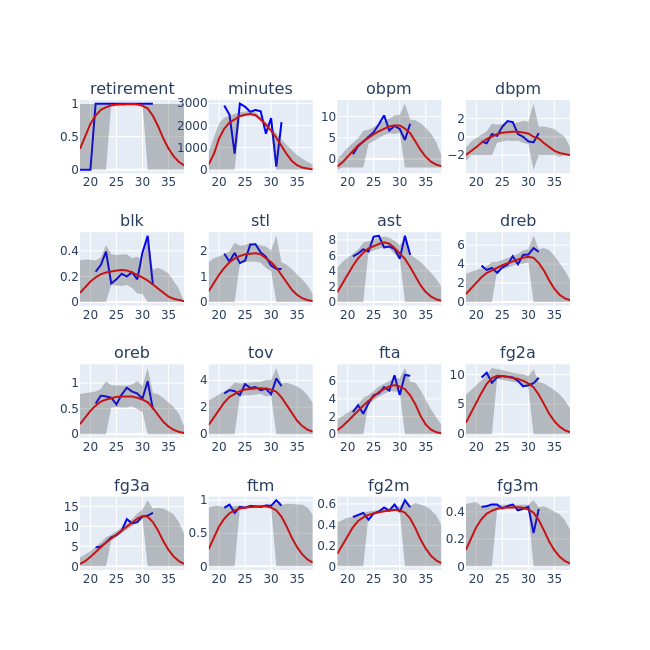 retirement minutes obpm dbpm
1 0.5 0 3000 2000 1000 0 10 5 0 2 0 −2
20 25 30 35 20 25 30 35 20 25 30 35 20 25 30 35
blk stl ast dreb
0.4 0.2 0 2 1 0 8 6 4 2 0 6 4 2 0
20 25 30 35 20 25 30 35 20 25 30 35 20 25 30 35
oreb tov fta fg2a
1 0.5 0 4 2 0 6 4 2 0 10 5 0
20 25 30 35 20 25 30 35 20 25 30 35 20 25 30 35
fg3a ftm fg2m fg3m
15 10 5 0 1 0.5 0 0.6 0.4 0.2 0 0.4 0.2 0
20 25 30 35 20 25 30 35 20 25 30 35 20 25 30 35